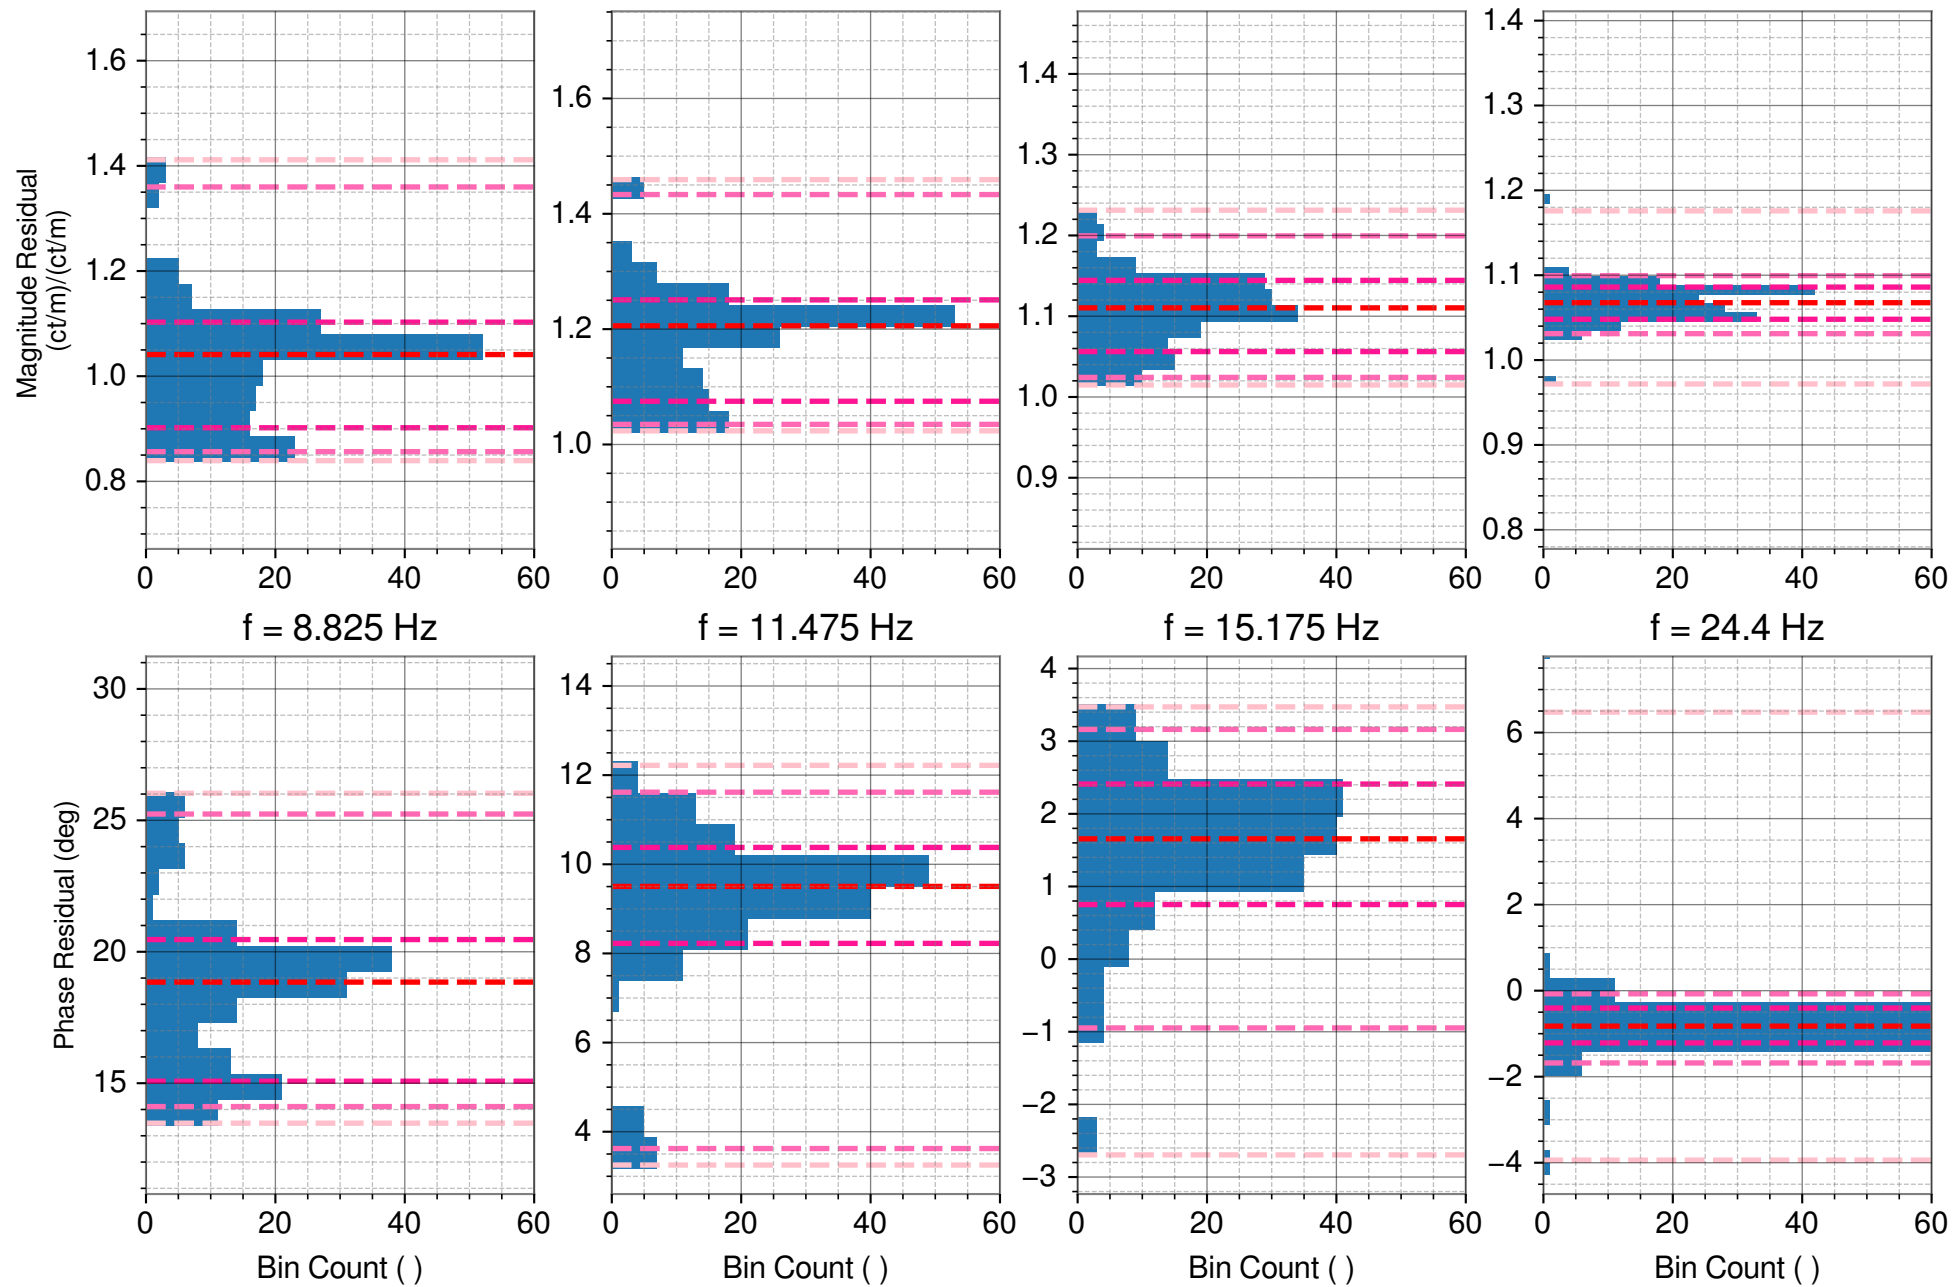 Magnitude Residual
(ct/m)/(ct/m)
1.6
1.4
1.2
1.0
0.8
0 20 40 60
1.6
1.4
1.2
1.0
0 20 40 60
1.4
1.3
1.2
1.1
1.0
0.9
0 20 40 60
1.4
1.3
1.2
1.1
1.0
0.9
0.8
0 20 40 60
f = 8.825 Hz
f = 11.475 Hz
f = 15.175 Hz
f = 24.4 Hz
Phase Residual (deg)
30
25
20
15
0 20 40 60
Bin Count ( )
14
12
10
8
6
4
0 20 40 60
Bin Count ( )
4
3
2
1
0
−1
−2
−3
0 20 40 60
Bin Count ( )
6
4
2
0
−2
−4
0 20 40 60
Bin Count ( )